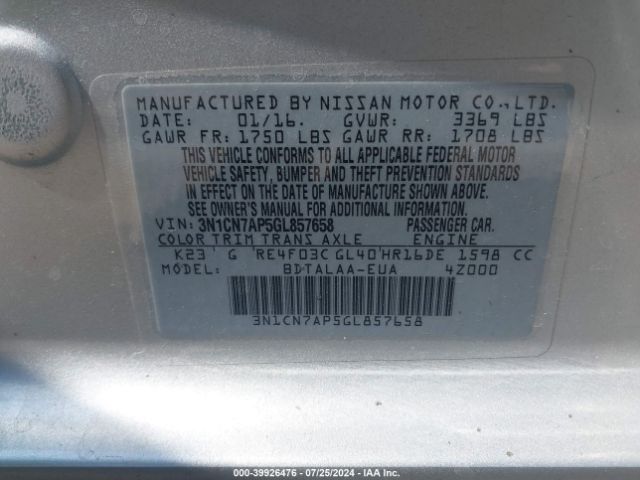 MANUFACTURED BY NISSAN MOTOR CO.,LTD.
DATE: 01/16. GVWR: 3369 LBS
GAWR FR: 1750 LBS GAWR RR: 1708 LBS
THIS VEHICLE CONFORMS TO ALL APPLICABLE FEDERAL MOTOR
VEHICLE SAFETY, BUMPER AND THEFT PREVENTION STANDARDS
IN EFFECT ON THE DATE OF MANUFACTURE SHOWN ABOVE.
SEE OWNER'S MANUAL FOR ADDITIONAL INFORMATION
VIN: 3N1CN7AP5GL857658 PASSENGER CAR.
COLOR TRIM TRANS AXLE ENGINE
K23 G RE4F03C GL40 HR16DE 1598 CC
MODEL: BDTALAA-EUA 4Z000
3N1CN7AP5GL857658
000-39926476 - 07/25/2024 - IAA Inc.